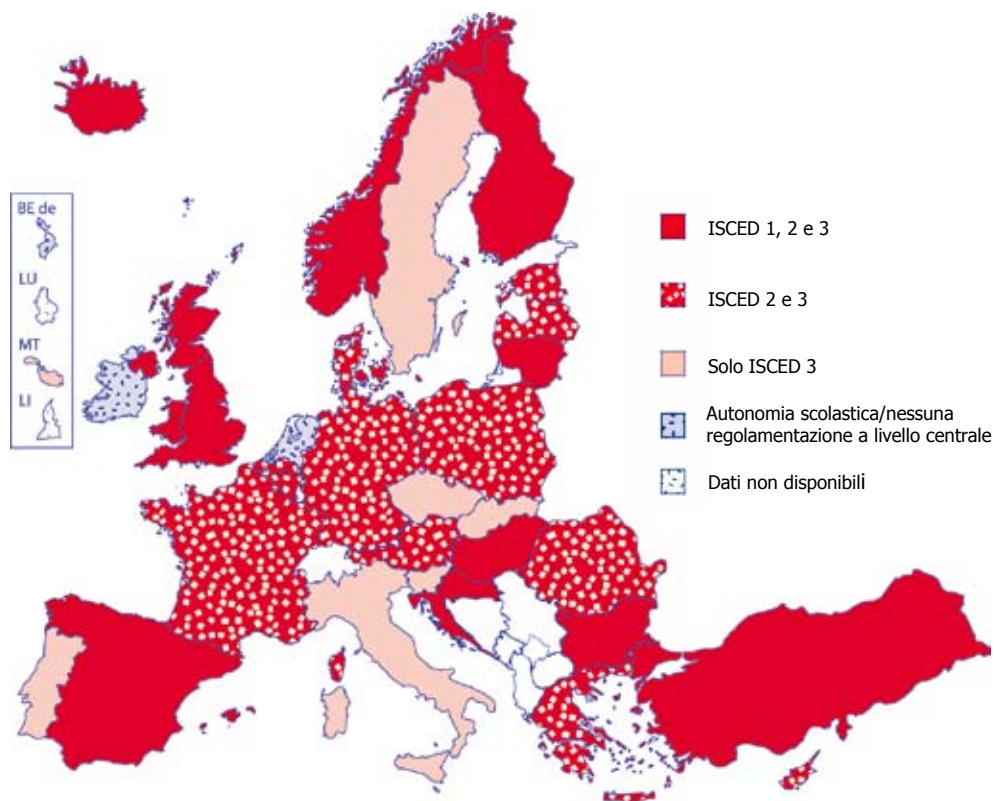 BE de
LU
MT
LI
ISCED 1, 2 e 3
ISCED 2 e 3
Solo ISCED 3
Autonomia scolastica/nessuna
regolamentazione a livello centrale
Dati non disponibili